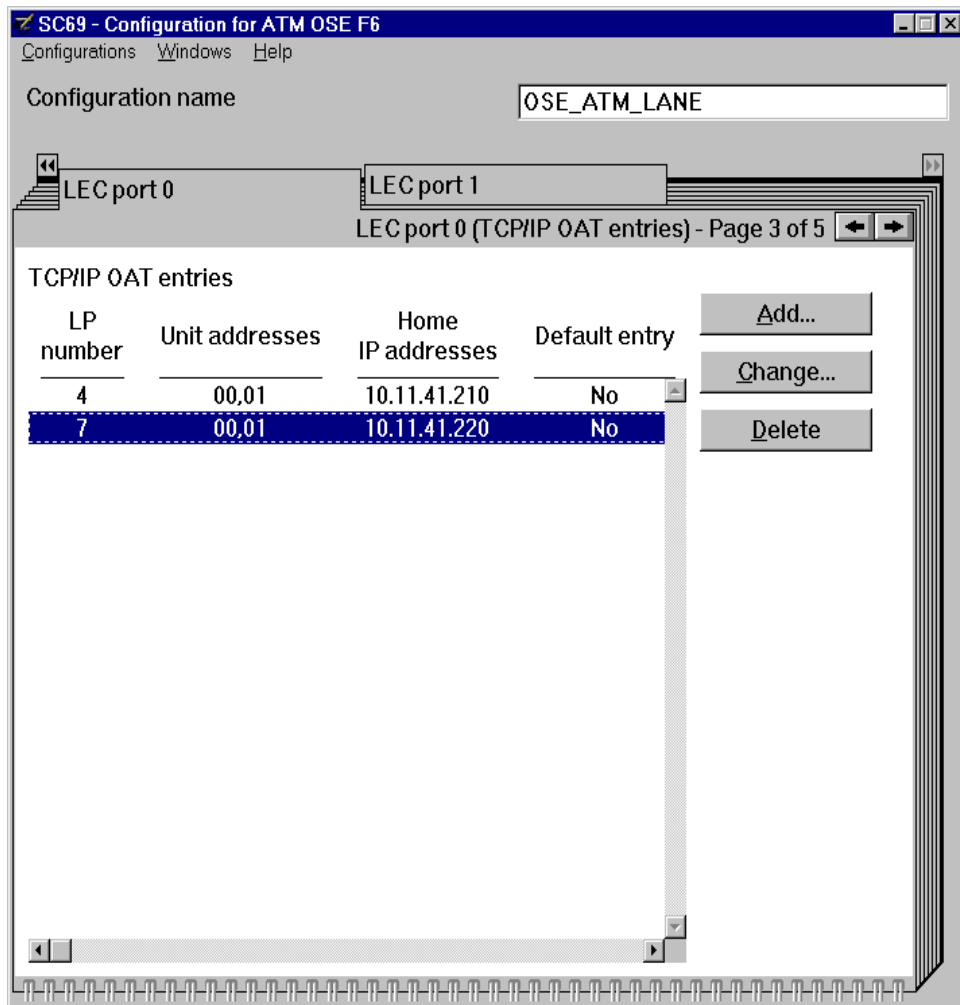 SC69 - Configuration for ATM OSE F6
Configurations Windows Help
Configuration name OSE_ATM_LANE
LEC port 0 LEC port 1
LEC port 0 (TCP/IP OAT entries) - Page 3 of 5
TCP/IP OAT entries
LP number Unit addresses Home IP addresses Default entry
4 00,01 10.11.41.210 No
7 00,01 10.11.41.220 No
Add...
Change...
Delete